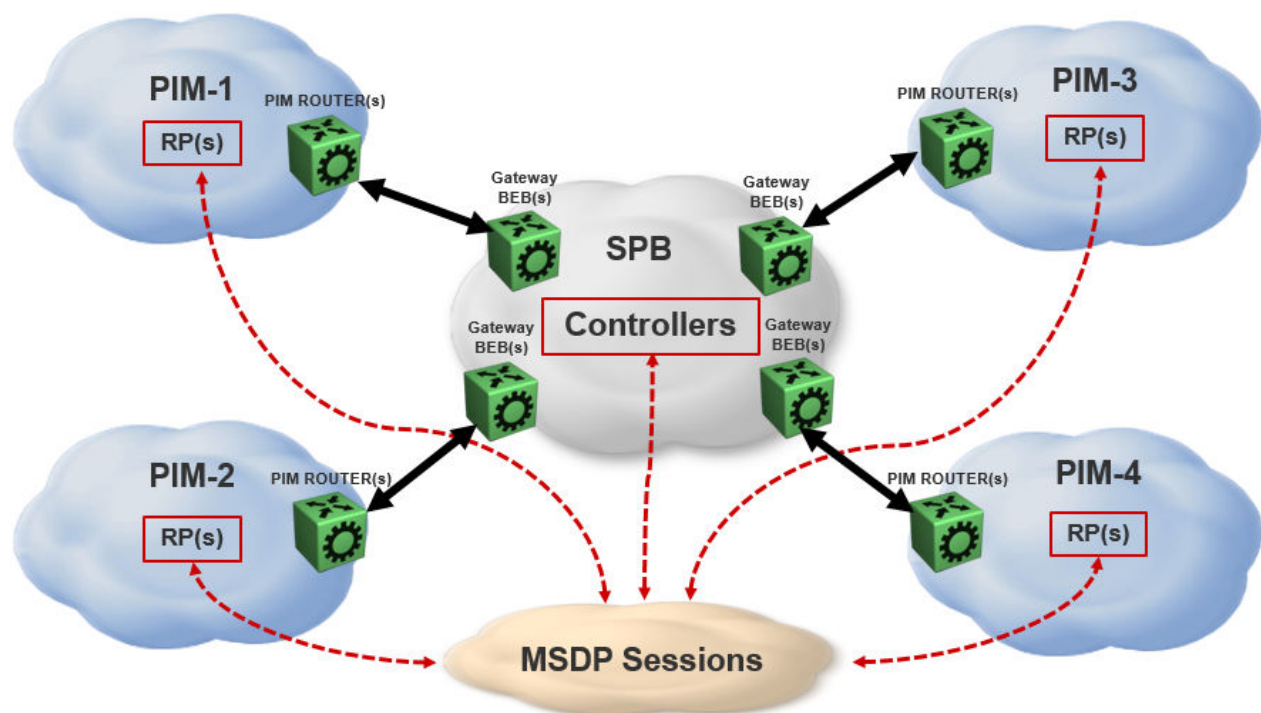 PIM-1
PIM ROUTER(s)
RP(s)
PIM-3
PIM ROUTER(s)
RP(s)
Gateway
BEB(s)
Gateway
BEB(s)
SPB
Controllers
Gateway
BEB(s)
Gateway
BEB(s)
PIM-2
PIM ROUTER(s)
RP(s)
PIM-4
PIM ROUTER(s)
RP(s)
MSDP Sessions